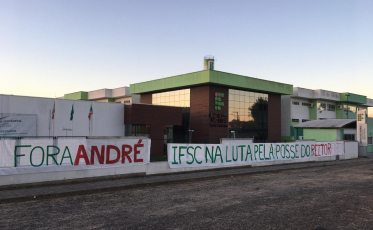 FORA ANDRÉ
IFSC NA LUTA PELA POSSE DO REITOR